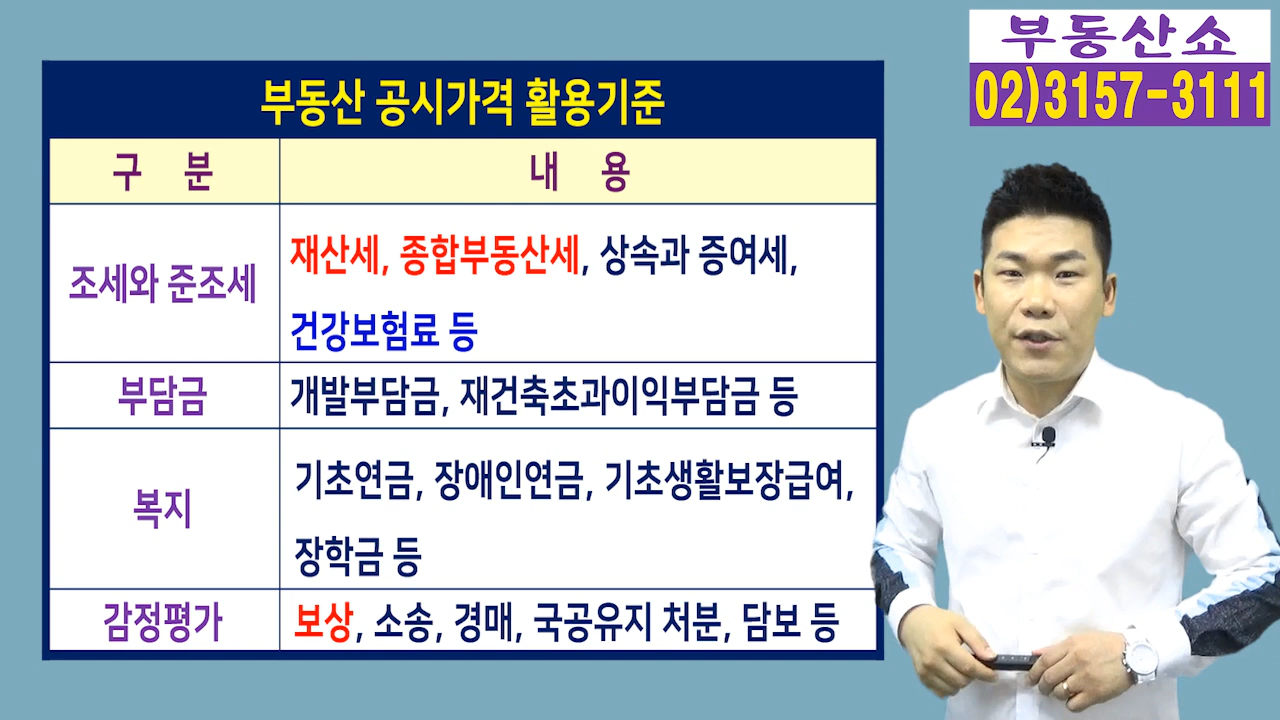 부동산쇼
02)3157-3111
부동산 공시가격 활용기준
구 분
내 용
조세와 준조세
재산세, 종합부동산세, 상속과 증여세,
건강보험료 등
부담금
개발부담금, 재건축초과이익부담금 등
복지
기초연금, 장애인연금, 기초생활보장급여,
장학금 등
감정평가
보상, 소송, 경매, 국공유지 처분, 담보 등